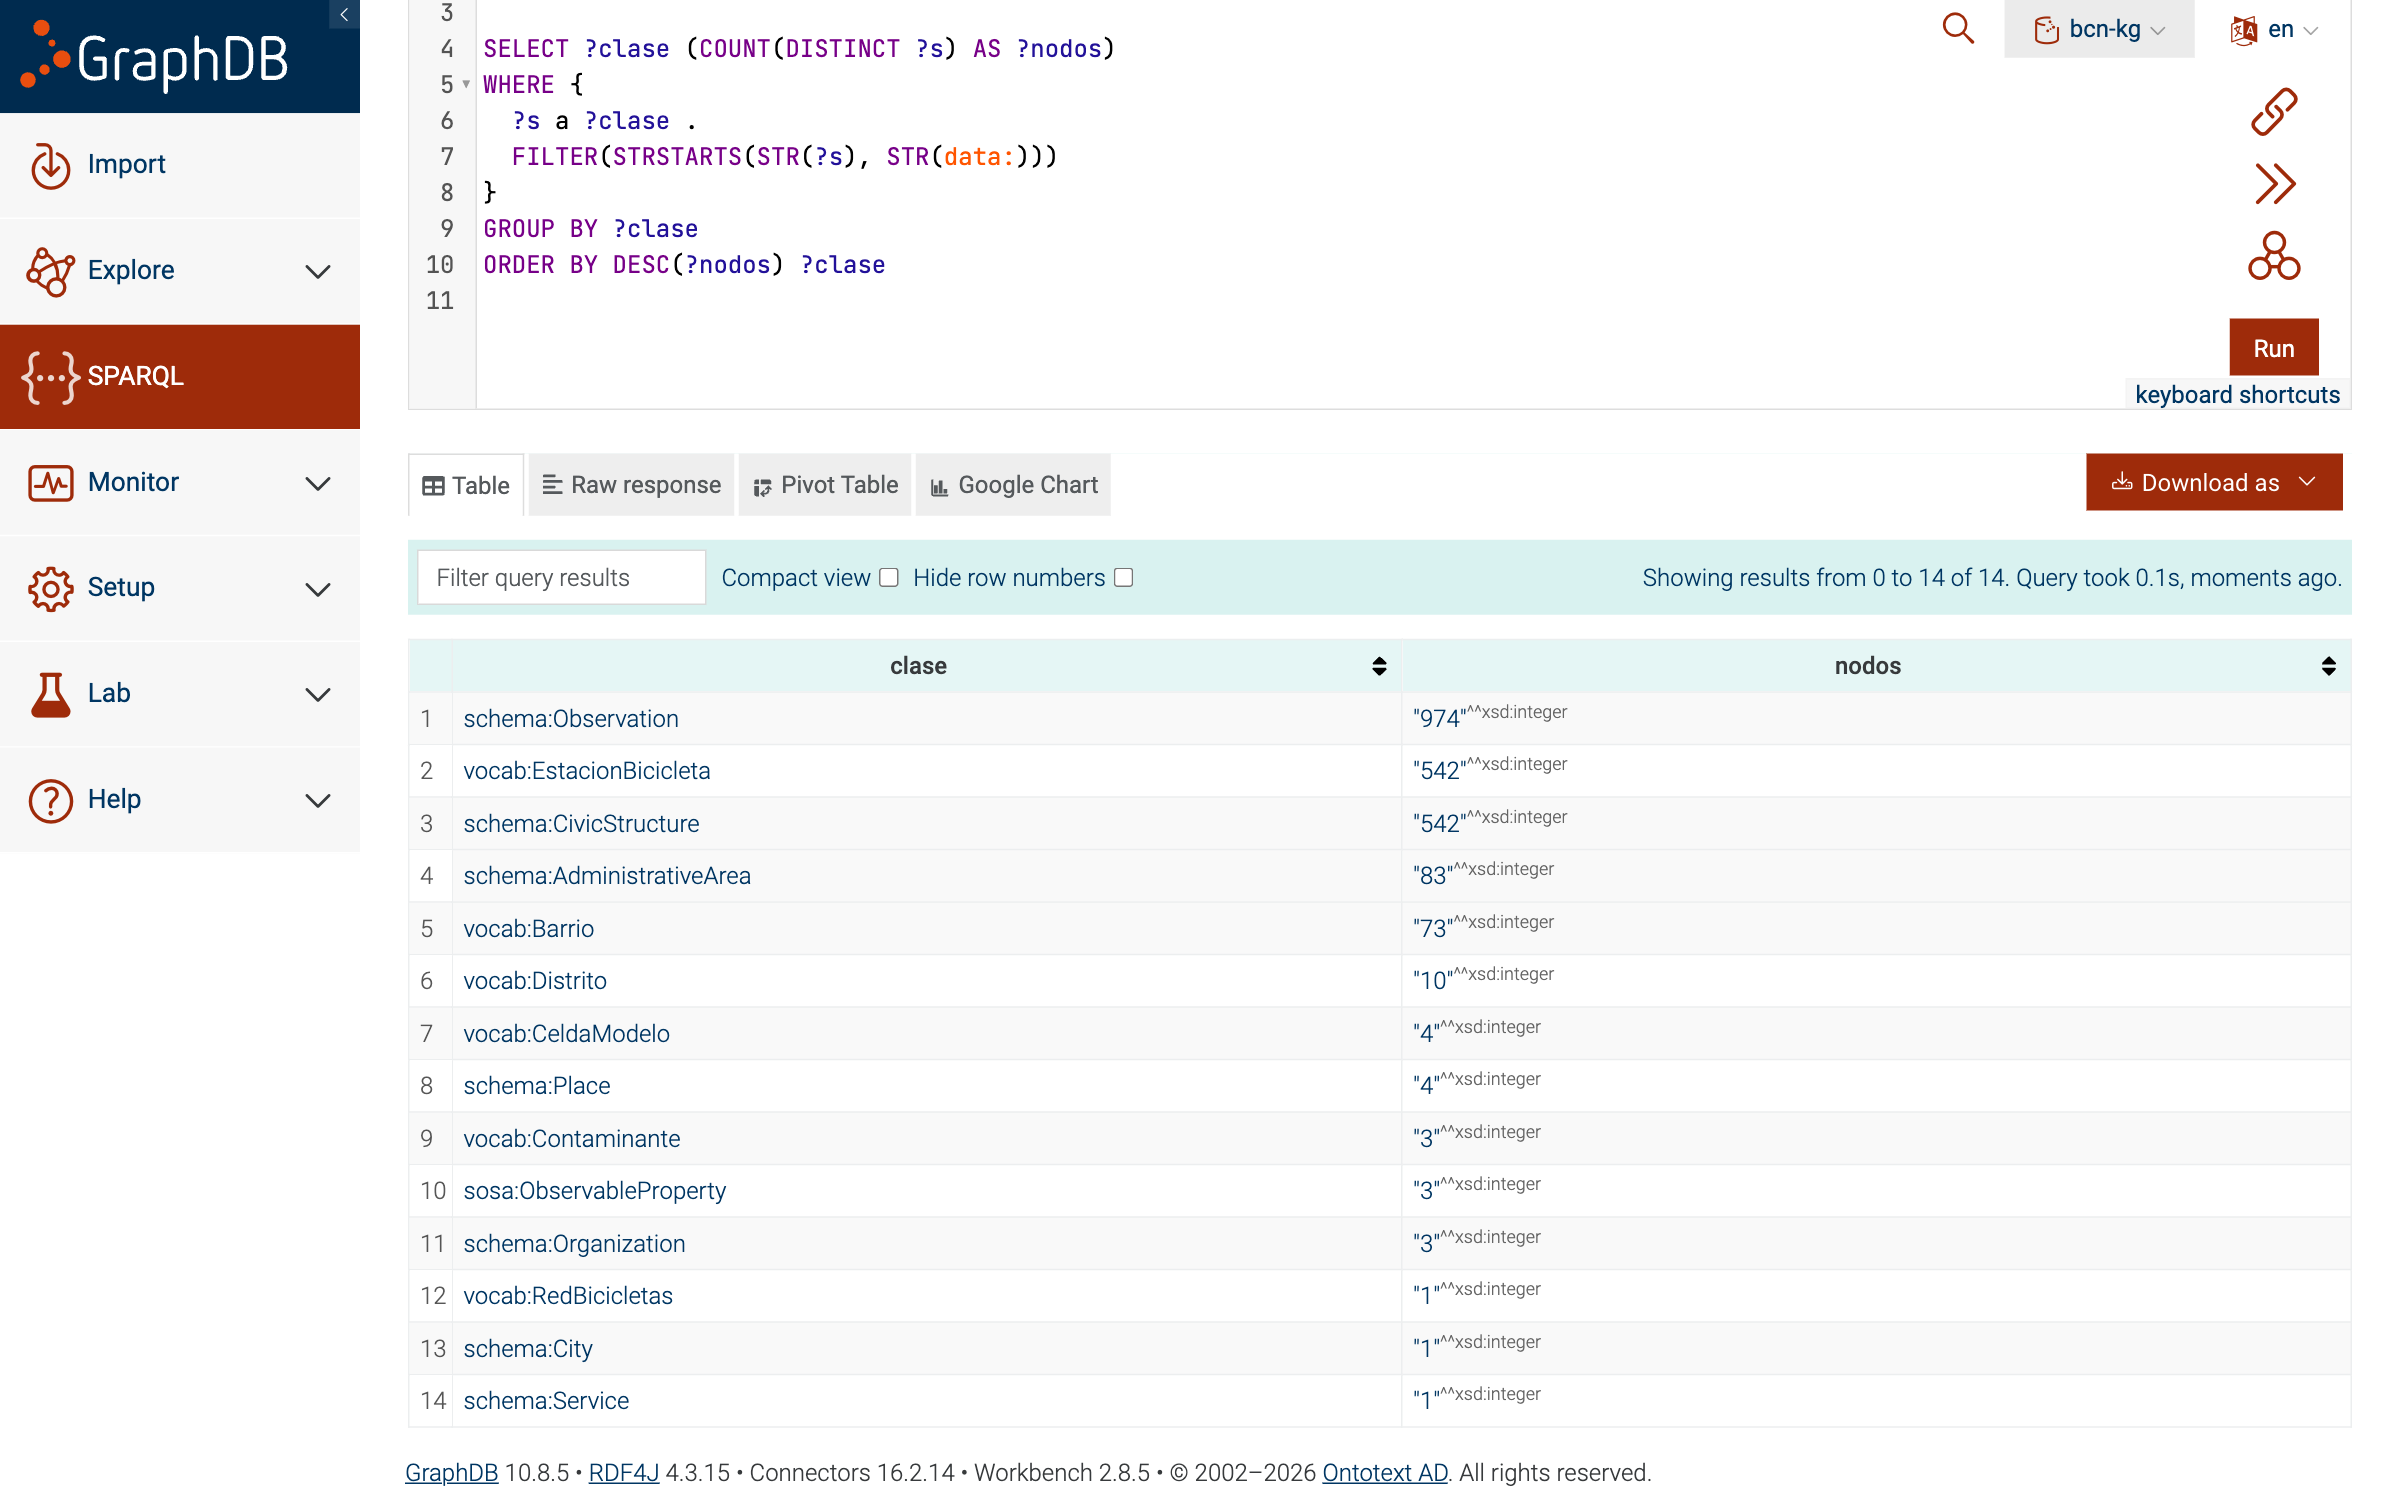 GraphDB
Import
Explore
SPARQL
Monitor
Setup
Lab
Help
bcn-kg
en
3
4 SELECT ?clase (COUNT(DISTINCT ?s) AS ?nodos)
5 WHERE {
6 ?s a ?clase .
7 FILTER(STRSTARTS(STR(?s), STR(data:)))
8 }
9 GROUP BY ?clase
10 ORDER BY DESC(?nodos) ?clase
11
Run
keyboard shortcuts
Table Raw response Pivot Table Google Chart Download as
Filter query results Compact view Hide row numbers Showing results from 0 to 14 of 14. Query took 0.1s, moments ago.
clase nodos
1 schema:Observation "974"^^xsd:integer
2 vocab:EstacionBicicleta "542"^^xsd:integer
3 schema:CivicStructure "542"^^xsd:integer
4 schema:AdministrativeArea "83"^^xsd:integer
5 vocab:Barrio "73"^^xsd:integer
6 vocab:Distrito "10"^^xsd:integer
7 vocab:CeldaModelo "4"^^xsd:integer
8 schema:Place "4"^^xsd:integer
9 vocab:Contaminante "3"^^xsd:integer
10 sosa:ObservableProperty "3"^^xsd:integer
11 schema:Organization "3"^^xsd:integer
12 vocab:RedBicicletas "1"^^xsd:integer
13 schema:City "1"^^xsd:integer
14 schema:Service "1"^^xsd:integer
GraphDB 10.8.5 • RDF4J 4.3.15 • Connectors 16.2.14 • Workbench 2.8.5 • © 2002–2026 Ontotext AD. All rights reserved.